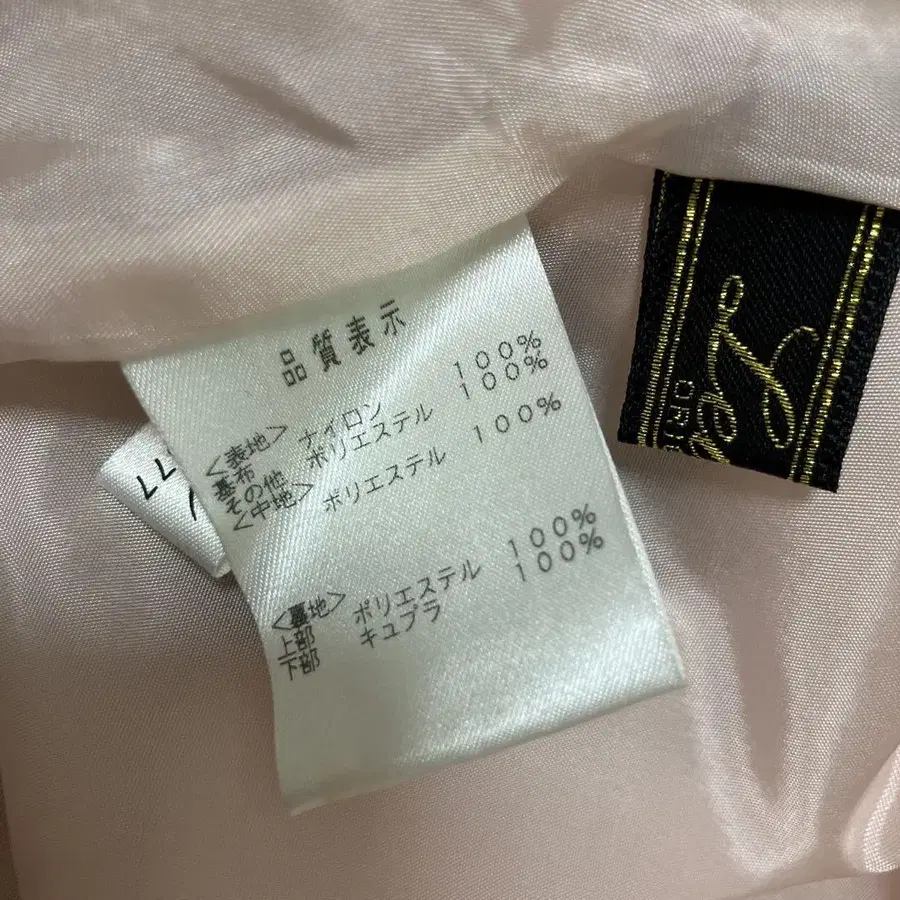 品質表示
<表地>
基布 ナイロン 100%
その他 ポリエステル 100%
<中地> ポリエステル 100%
<裏地>
上部 ポリエステル 100%
下部 キュプラ 100%